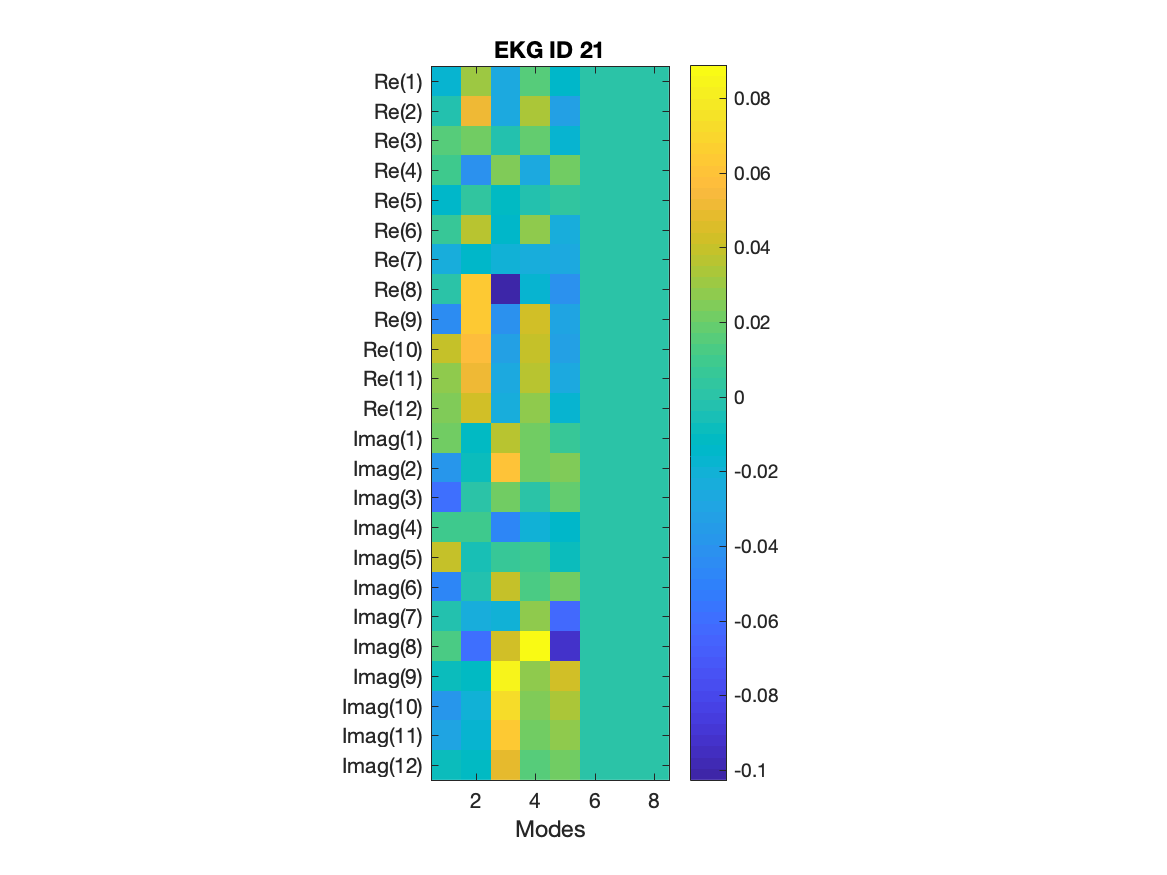 EKG ID 21
Re(1)
Re(2)
Re(3)
Re(4)
Re(5)
Re(6)
Re(7)
Re(8)
Re(9)
Re(10)
Re(11)
Re(12)
Imag(1)
Imag(2)
Imag(3)
Imag(4)
Imag(5)
Imag(6)
Imag(7)
Imag(8)
Imag(9)
Imag(10)
Imag(11)
Imag(12)
2 4 6 8
Modes
0.08
0.06
0.04
0.02
0
-0.02
-0.04
-0.06
-0.08
-0.1